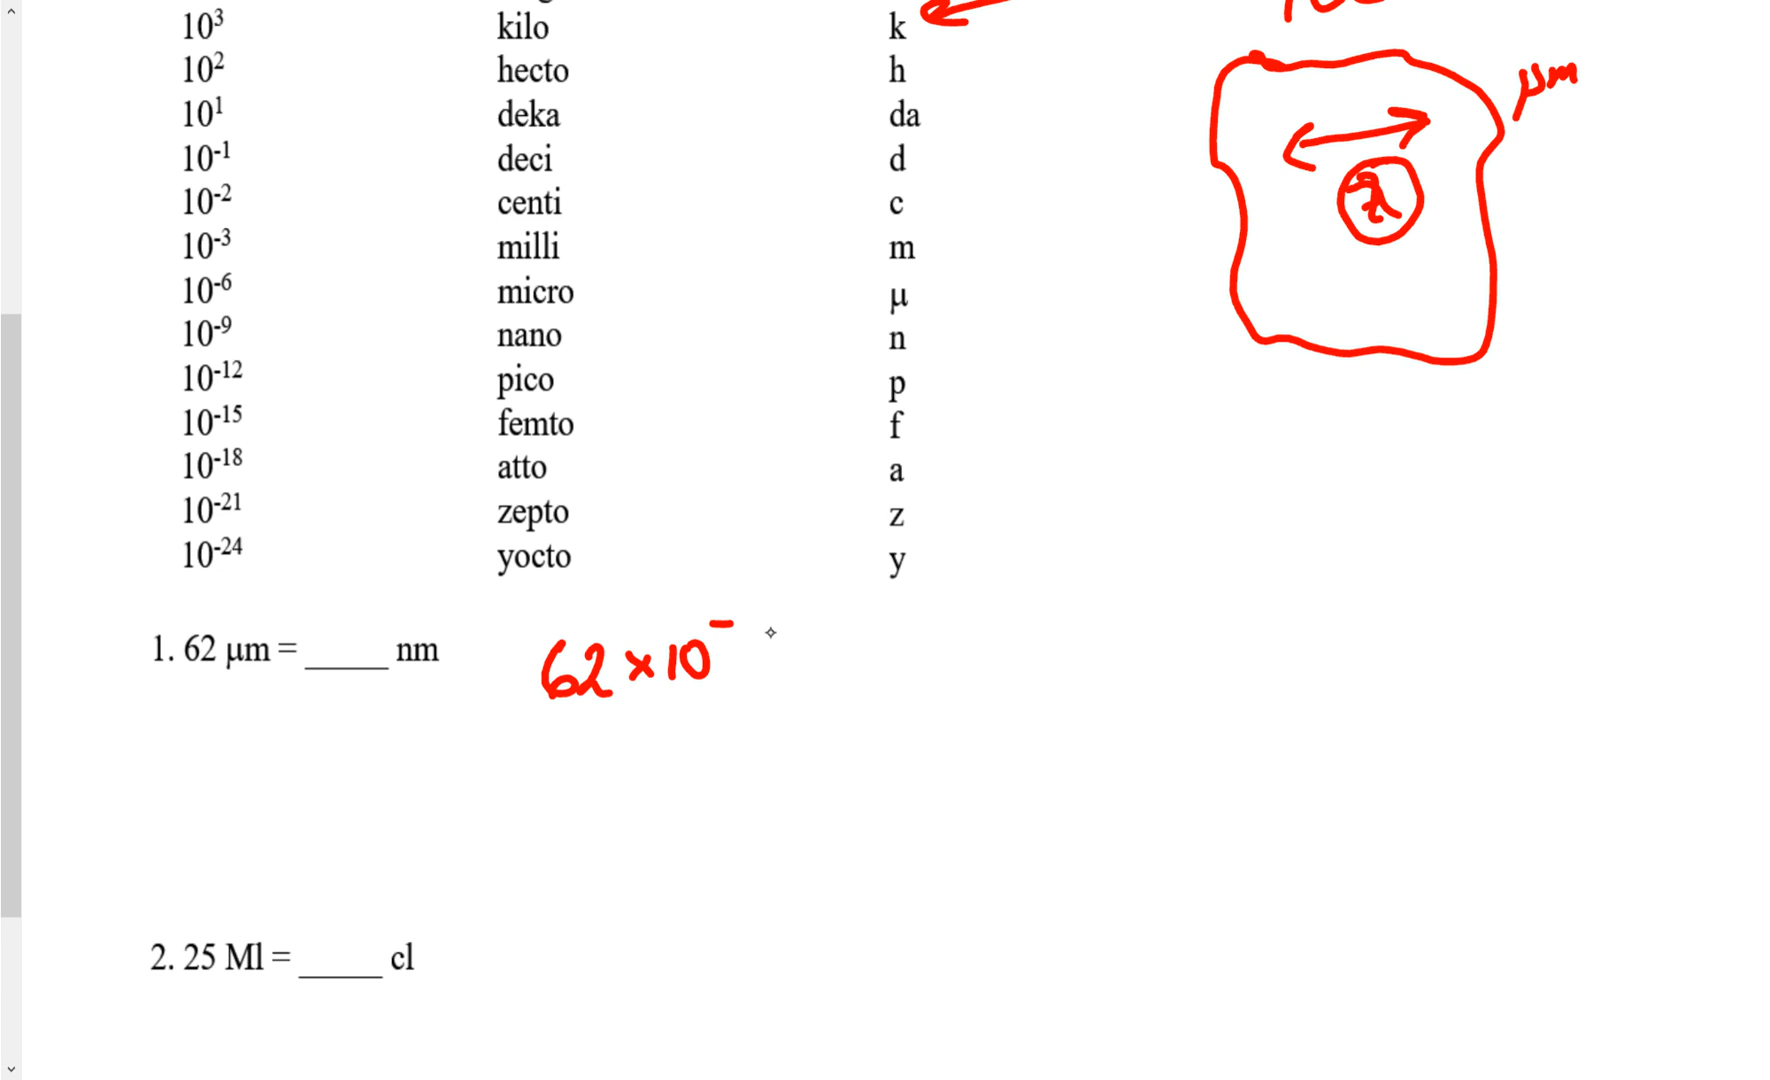 10³ kilo k
10² hecto h
10¹ deka da
10⁻¹ deci d
10⁻² centi c
10⁻³ milli m
10⁻⁶ micro μ
10⁻⁹ nano n
10⁻¹² pico p
10⁻¹⁵ femto f
10⁻¹⁸ atto a
10⁻²¹ zepto z
10⁻²⁴ yocto y
μm
1. 62 μm = _____ nm
62 × 10⁻
2. 25 Ml = _____ cl